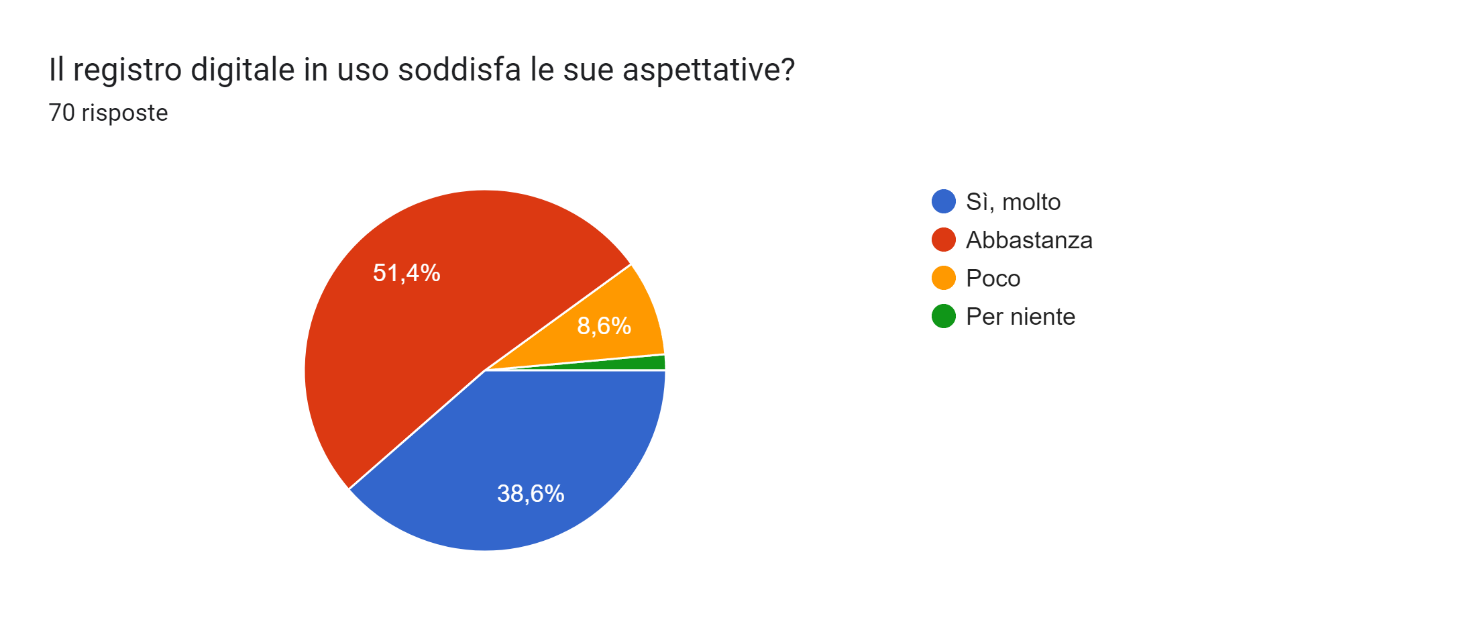 Il registro digitale in uso soddisfa le sue aspettative?
70 risposte
Sì, molto
Abbastanza
Poco
Per niente
51,4%
8,6%
38,6%